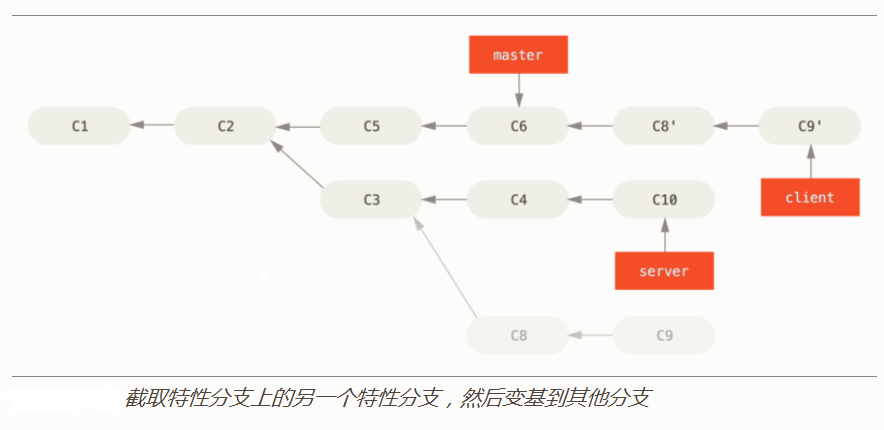 master
C1 C2 C5 C6 C8' C9'
C3 C4 C10 client
server
C8 C9
截取特性分支上的另一个特性分支，然后变基到其他分支